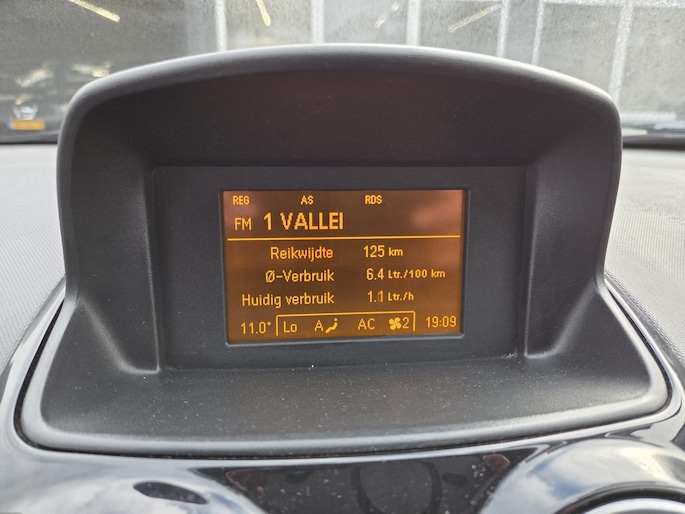 REG AS RDS
FM 1 VALLEI
Reikwijdte 125 km
Ø-Verbruik 6.4 Ltr./100 km
Huidig verbruik 1.1 Ltr./h
11.0° Lo A AC 2 19:09